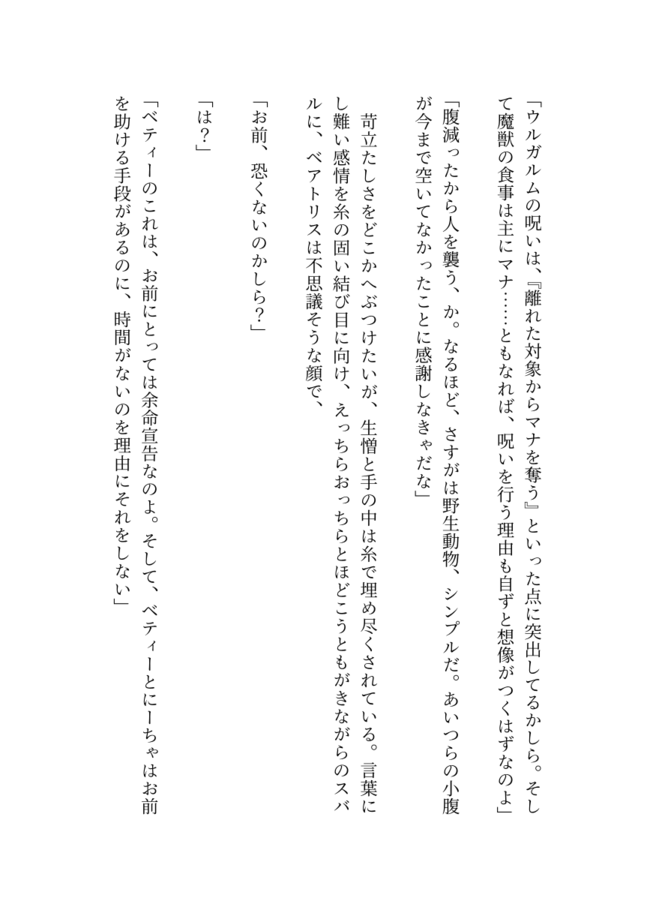 「ウルガルムの呪いは、『離れた対象からマナを奪う』といった点に突出してるかしら。そし
て魔獣の食事は主にマナ……ともなれば、呪いを行う理由も自ずと想像がつくはずなのよ」
「腹減ったから人を襲う、か。なるほど、さすがは野生動物、シンプルだ。あいつらの小腹
が今まで空いてなかったことに感謝しなきゃだな」
　苛立たしさをどこかへぶつけたいが、生憎と手の中は糸で埋め尽くされている。言葉に
し難い感情を糸の固い結び目に向け、えっちらおっちらとほどこうともがきながらのスバ
ルに、ベアトリスは不思議そうな顔で、
「お前、恐くないのかしら？」
「は？」
「ベティーのこれは、お前にとっては余命宣告なのよ。そして、ベティーとにーちゃはお前
を助ける手段があるのに、時間がないのを理由にそれをしない」